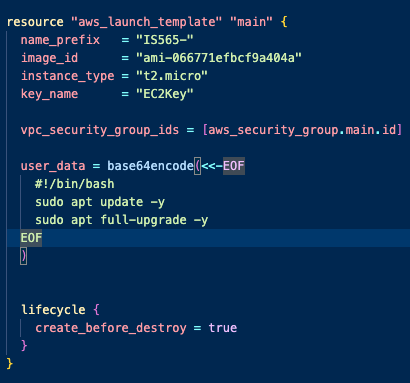 resource "aws_launch_template" "main" {
  name_prefix   = "IS565-"
  image_id      = "ami-066771efbcf9a404a"
  instance_type = "t2.micro"
  key_name      = "EC2Key"

  vpc_security_group_ids = [aws_security_group.main.id]

  user_data = base64encode(<<-EOF
    #!/bin/bash
    sudo apt update -y
    sudo apt full-upgrade -y
  EOF
  )


  lifecycle {
    create_before_destroy = true
  }
}